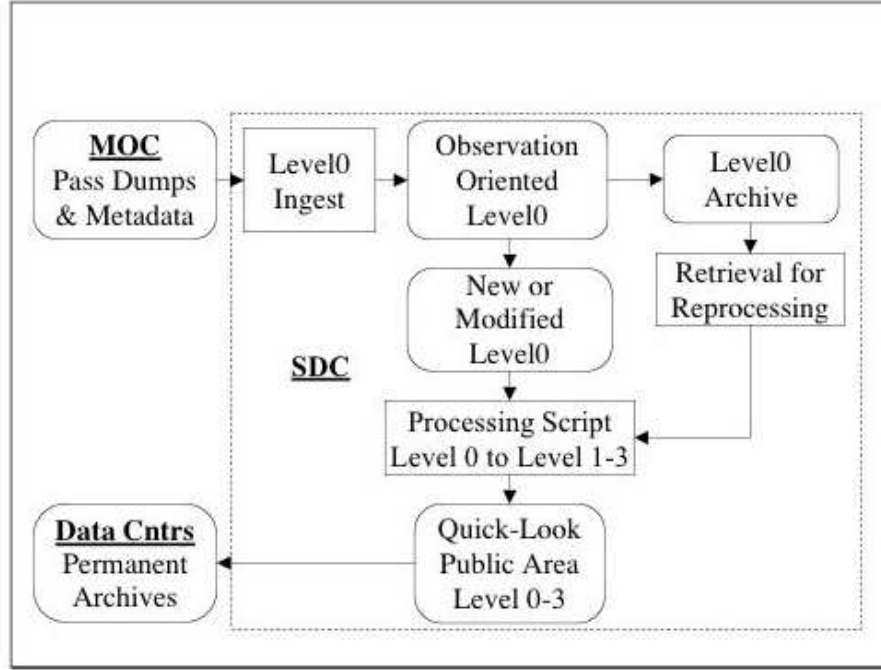 MOC
Pass Dumps
& Metadata
Level0
Ingest
Observation
Oriented
Level0
Level0
Archive
New or
Modified
Level0
Retrieval for
Reprocessing
SDC
Processing Script
Level 0 to Level 1-3
Data Cntrs
Permanent
Archives
Quick-Look
Public Area
Level 0-3